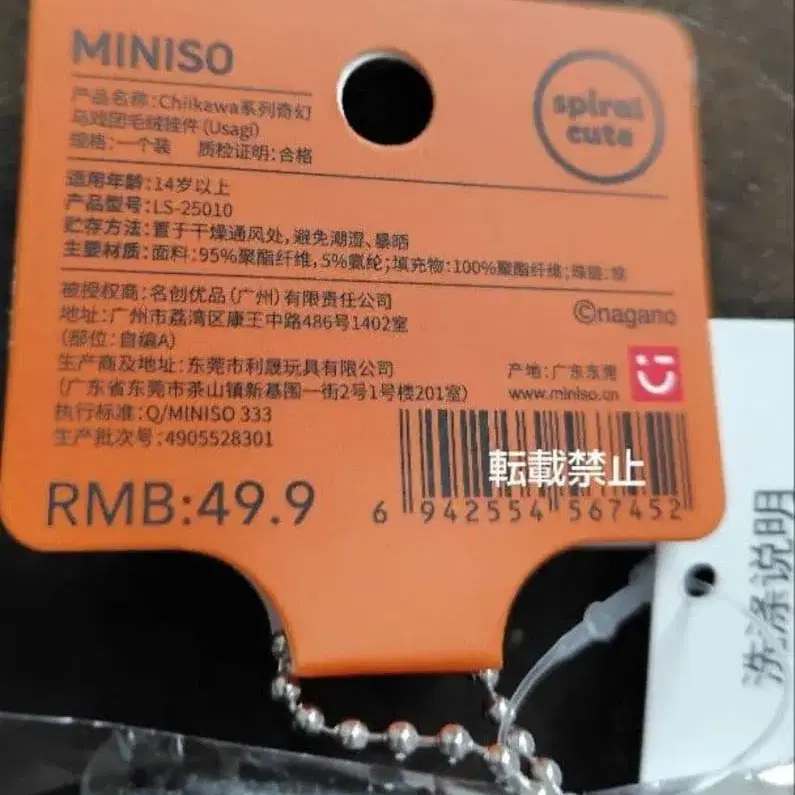 MINISO
产品名称:Chiikawa系列奇幻
马戏团毛绒挂件(Usagi)
规格:一个装 质检证明:合格
spiral
cute
适用年龄:14岁以上
产品型号:LS-25010
贮存方法:置于干燥通风处,避免潮湿、暴晒
主要材质:面料:95%聚酯纤维,5%氨纶;填充物:100%聚酯纤维;珠链:铁
被授权商:名创优品(广州)有限责任公司
©nagano
地址:广州市荔湾区康王中路486号1402室
(部位:自编A)
生产商及地址:东莞市利晟玩具有限公司
(广东省东莞市茶山镇新基围一街2号1号楼201室)
产地:广东东莞
www.miniso.cn
执行标准:Q/MINISO 333
生产批次号:4905528301
転載禁止
RMB:49.9
6 942554 567452
洗涤说明